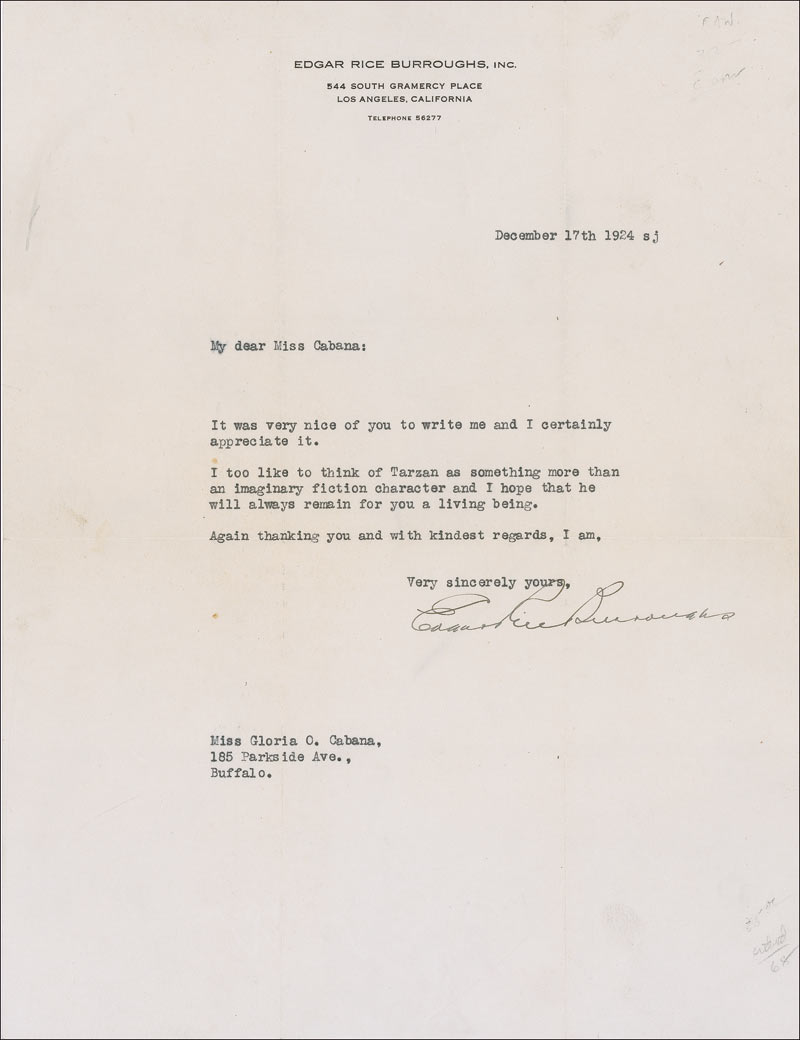 EDGAR RICE BURROUGHS, INC.
544 SOUTH GRAMERCY PLACE
LOS ANGELES, CALIFORNIA
TELEPHONE 56277
December 17th 1924 sj
My dear Miss Cabana:
It was very nice of you to write me and I certainly
appreciate it.
I too like to think of Tarzan as something more than
an imaginary fiction character and I hope that he
will always remain for you a living being.
Again thanking you and with kindest regards, I am,
Very sincerely yours,
Edgar Rice Burroughs
Miss Gloria O. Cabana,
185 Parkside Ave.,
Buffalo.